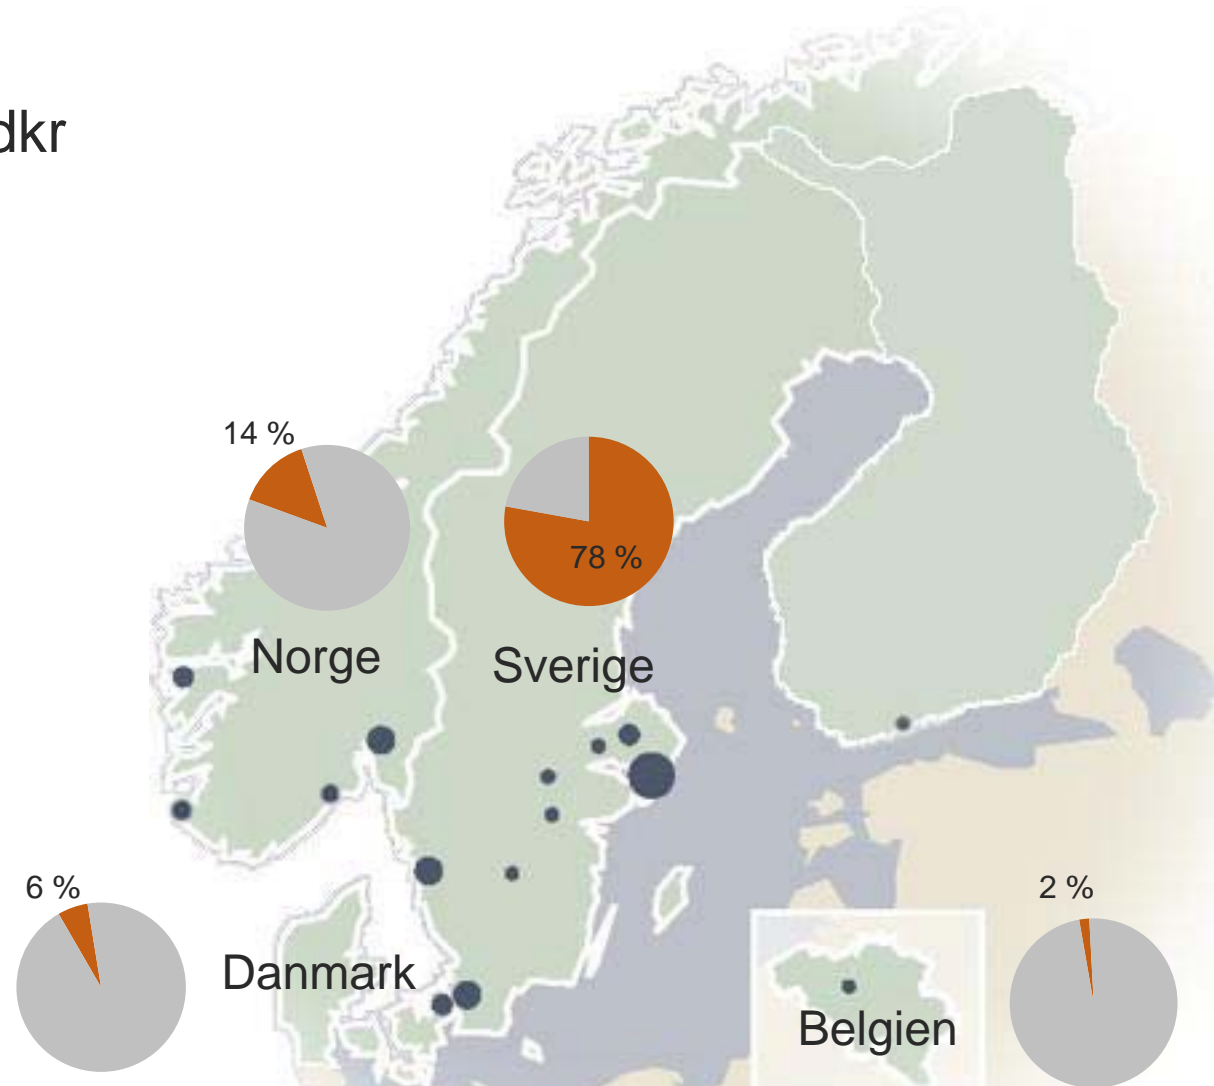 dkr
14 %
78 %
Norge
Sverige
6 %
2 %
Danmark
Belgien